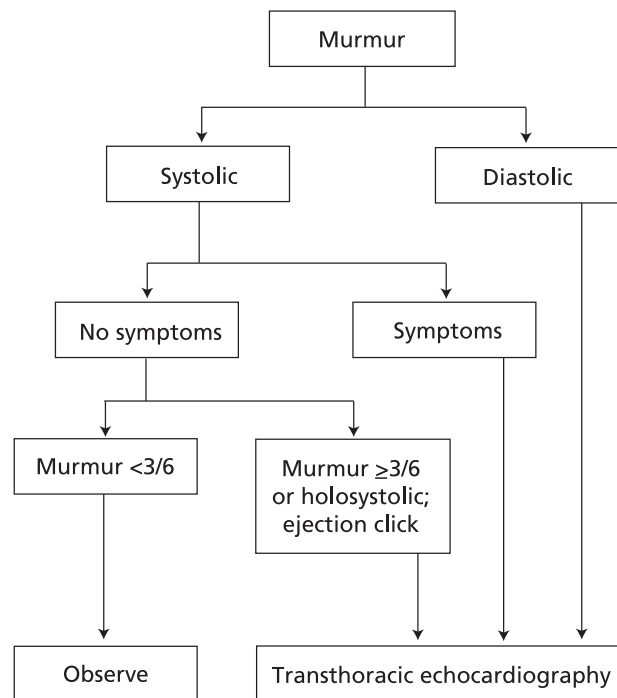 Murmur
Systolic
Diastolic
No symptoms
Symptoms
Murmur <3/6
Murmur ≥3/6
or holosystolic;
ejection click
Observe
Transthoracic echocardiography